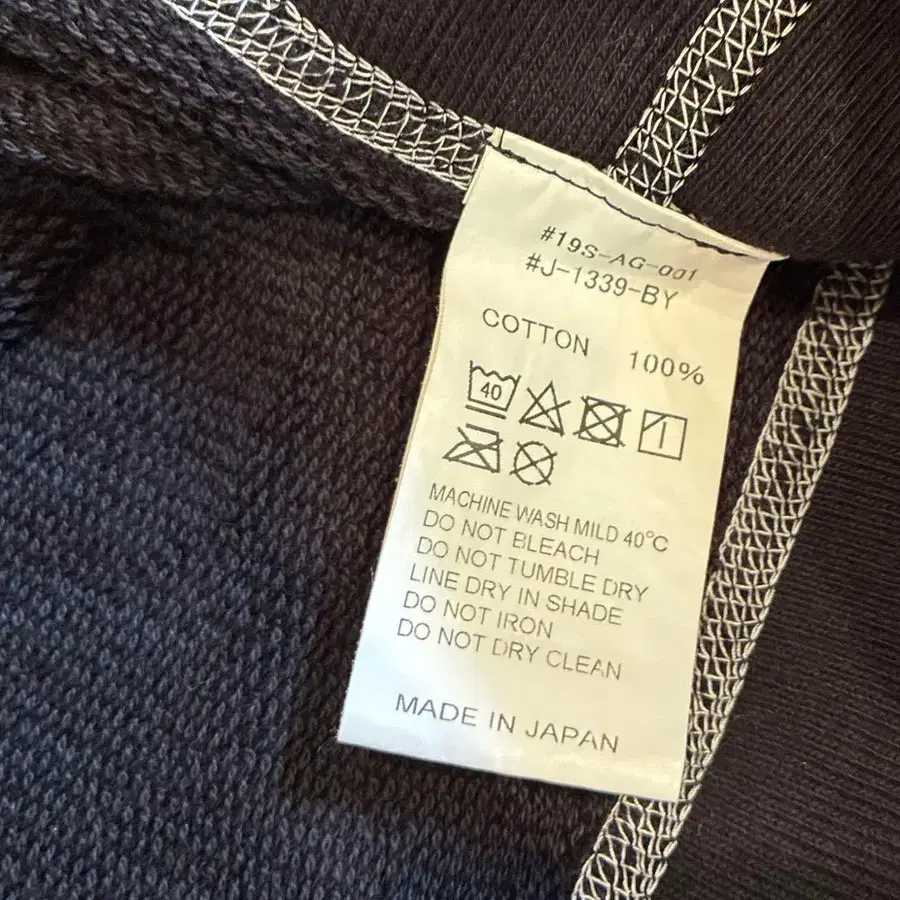 #19S-AG-001
#J-1339-BY
COTTON 100%
40
MACHINE WASH MILD 40°C
DO NOT BLEACH
DO NOT TUMBLE DRY
LINE DRY IN SHADE
DO NOT IRON
DO NOT DRY CLEAN
MADE IN JAPAN